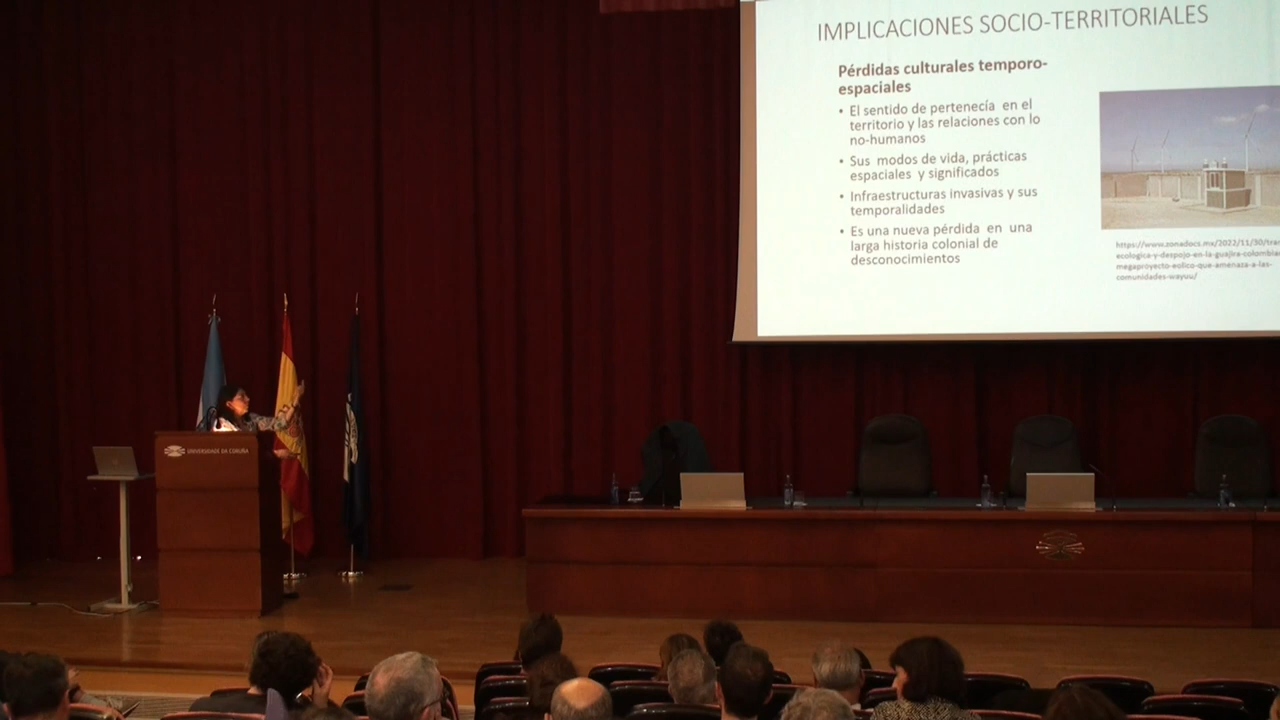 IMPLICACIONES SOCIO-TERRITORIALES
Pérdidas culturales temporo-
espaciales
• El sentido de pertenecía en el
territorio y las relaciones con lo
no-humanos
• Sus modos de vida, prácticas
espaciales y significados
• Infraestructuras invasivas y sus
temporalidades
• Es una nueva pérdida en una
larga historia colonial de
desconocimientos
https://www.zonadocs.mx/2022/11/30/tran
ecologica-y-despojo-en-la-guajira-colombian
megaproyecto-eolico-que-amenaza-a-las-
comunidades-wayuu/
UNIVERSIDADE DA CORUÑA